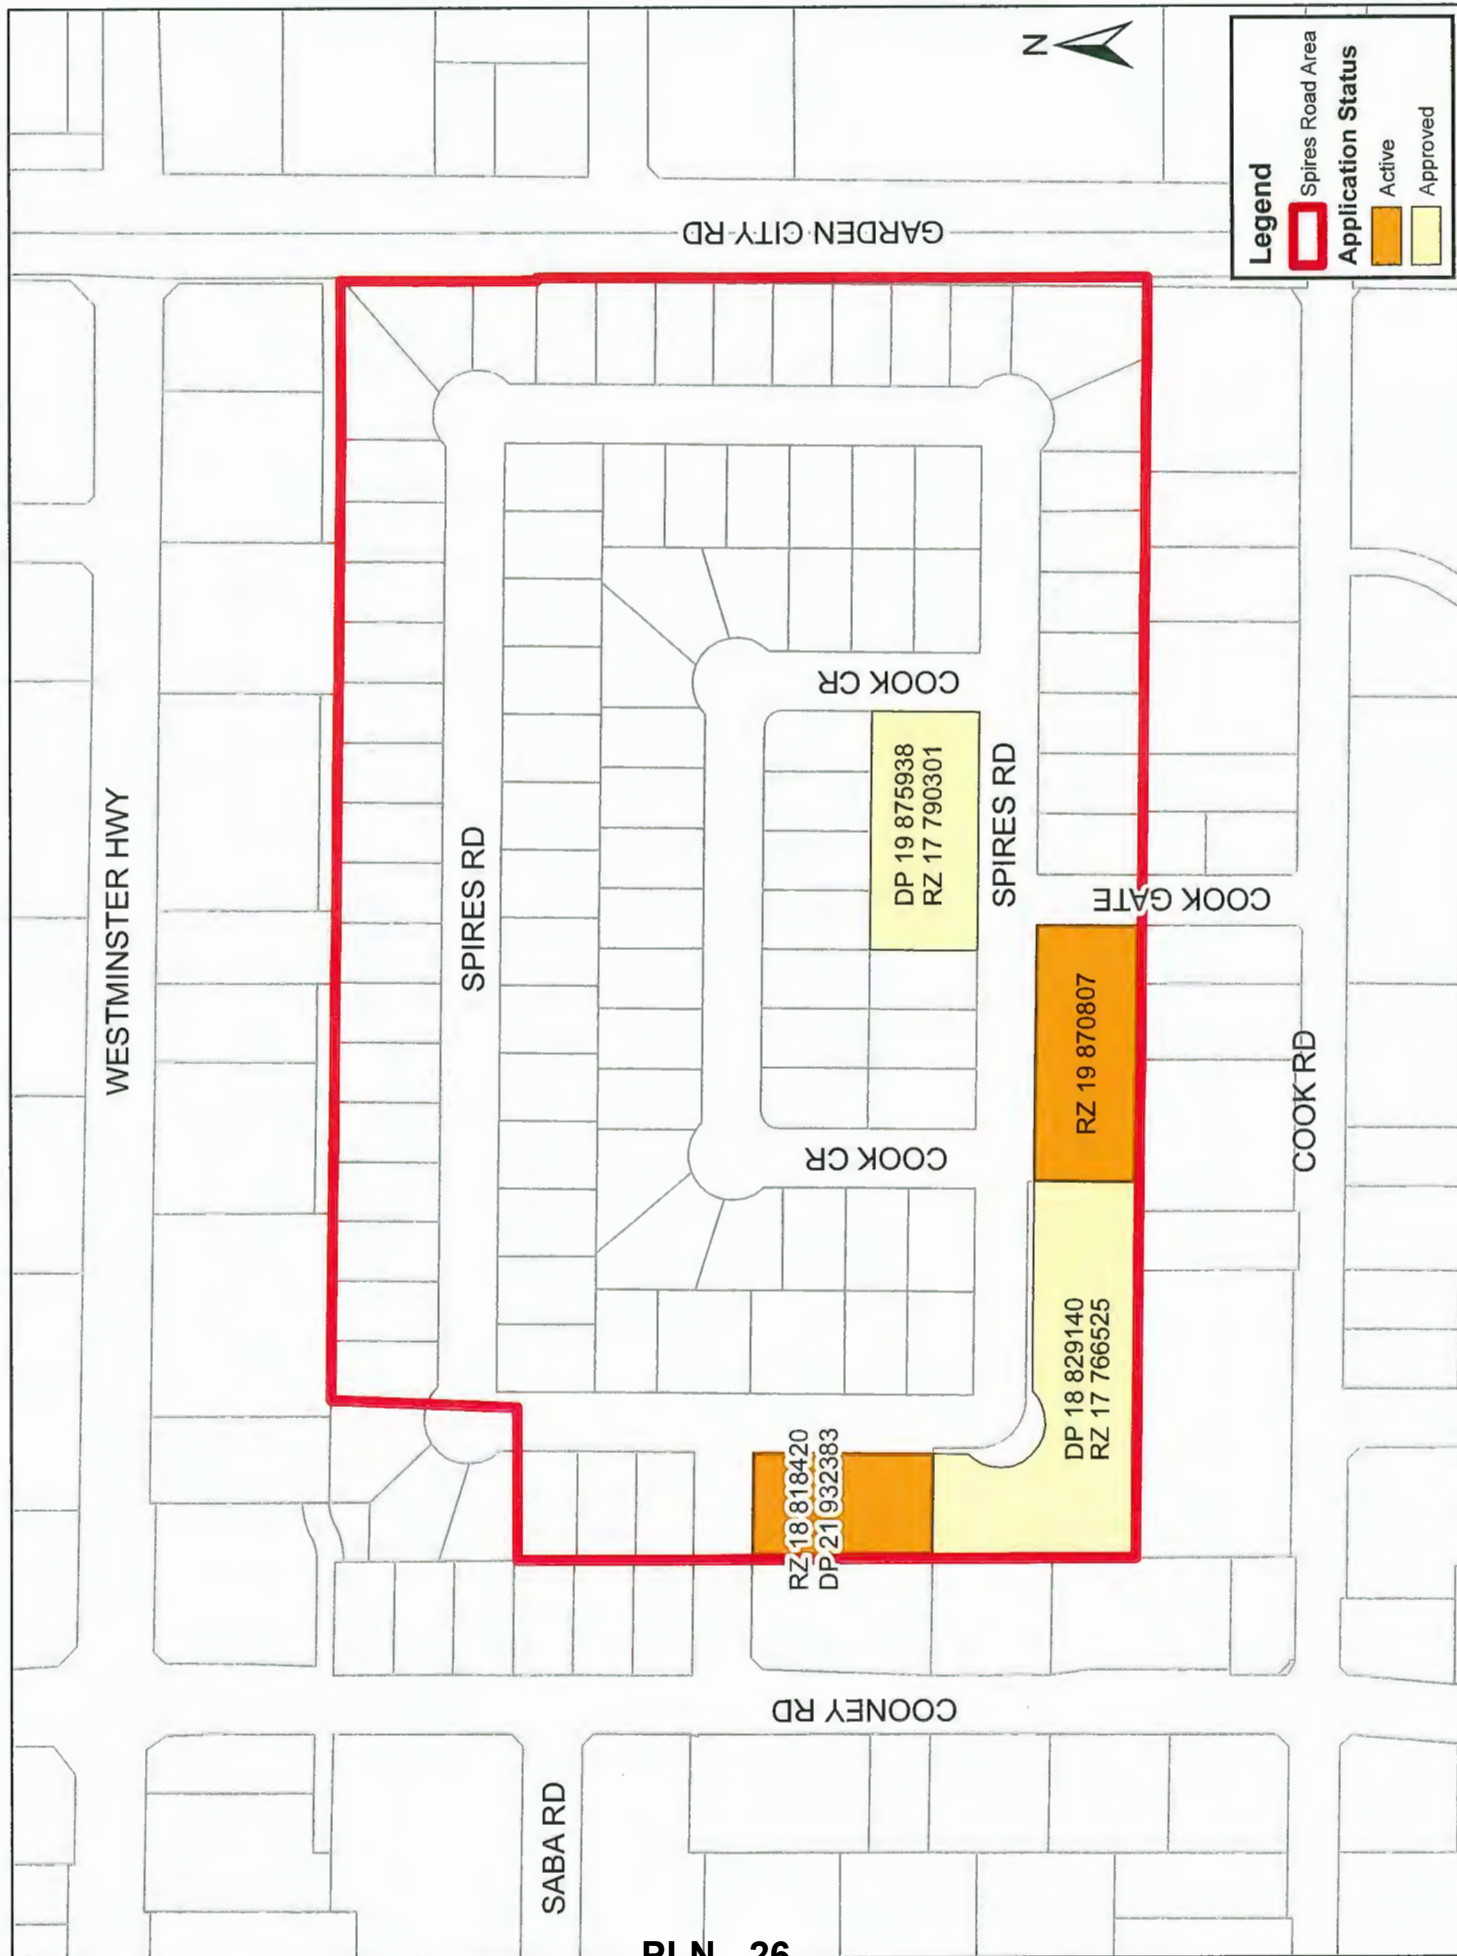 WESTMINSTER HWY
SPIRES RD
GARDEN CITY RD
N
COOK CR
DP 19 875938
RZ 17 790301
SPIRES RD
COOK GATE
COOK CR
RZ 19 870807
COOK RD
DP 18 829140
RZ 17 766525
RZ 18 818420
DP 21 932383
COONEY RD
SABA RD
Legend
Spires Road Area
Application Status
Active
Approved
PLN - 26